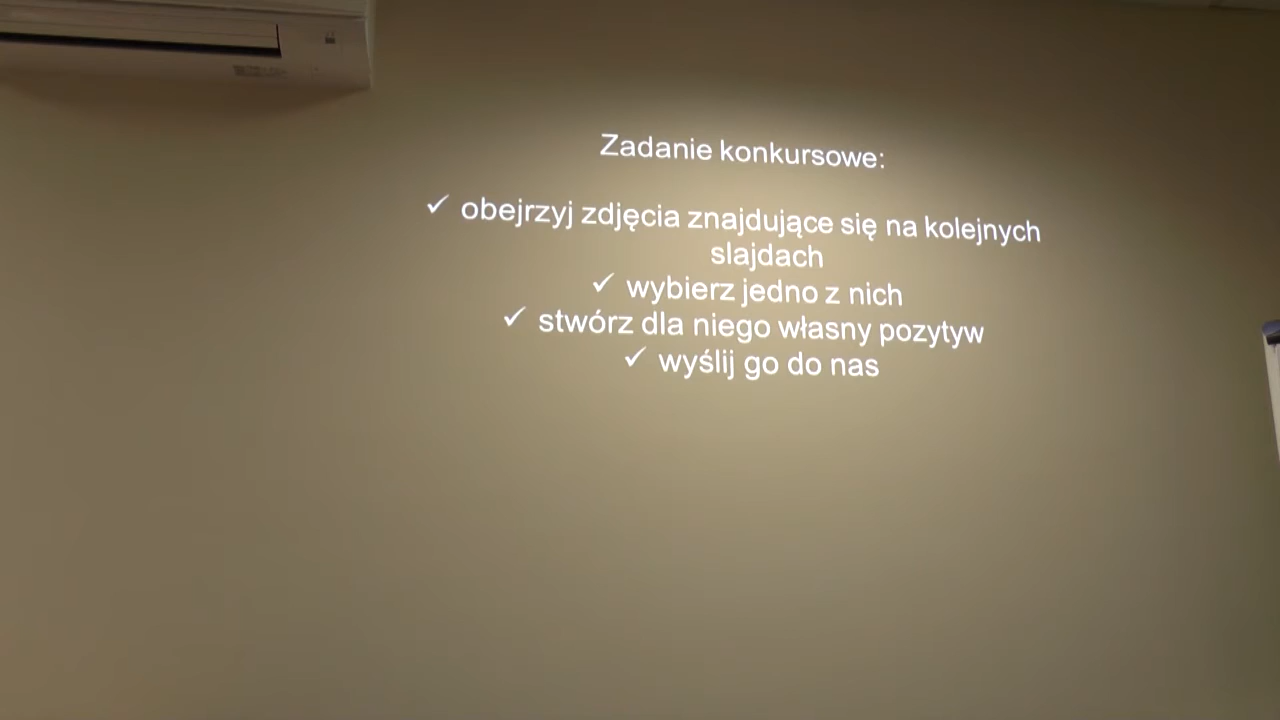 Zadanie konkursowe:
✓ obejrzyj zdjęcia znajdujące się na kolejnych
slajdach
✓ wybierz jedno z nich
✓ stwórz dla niego własny pozytyw
✓ wyślij go do nas